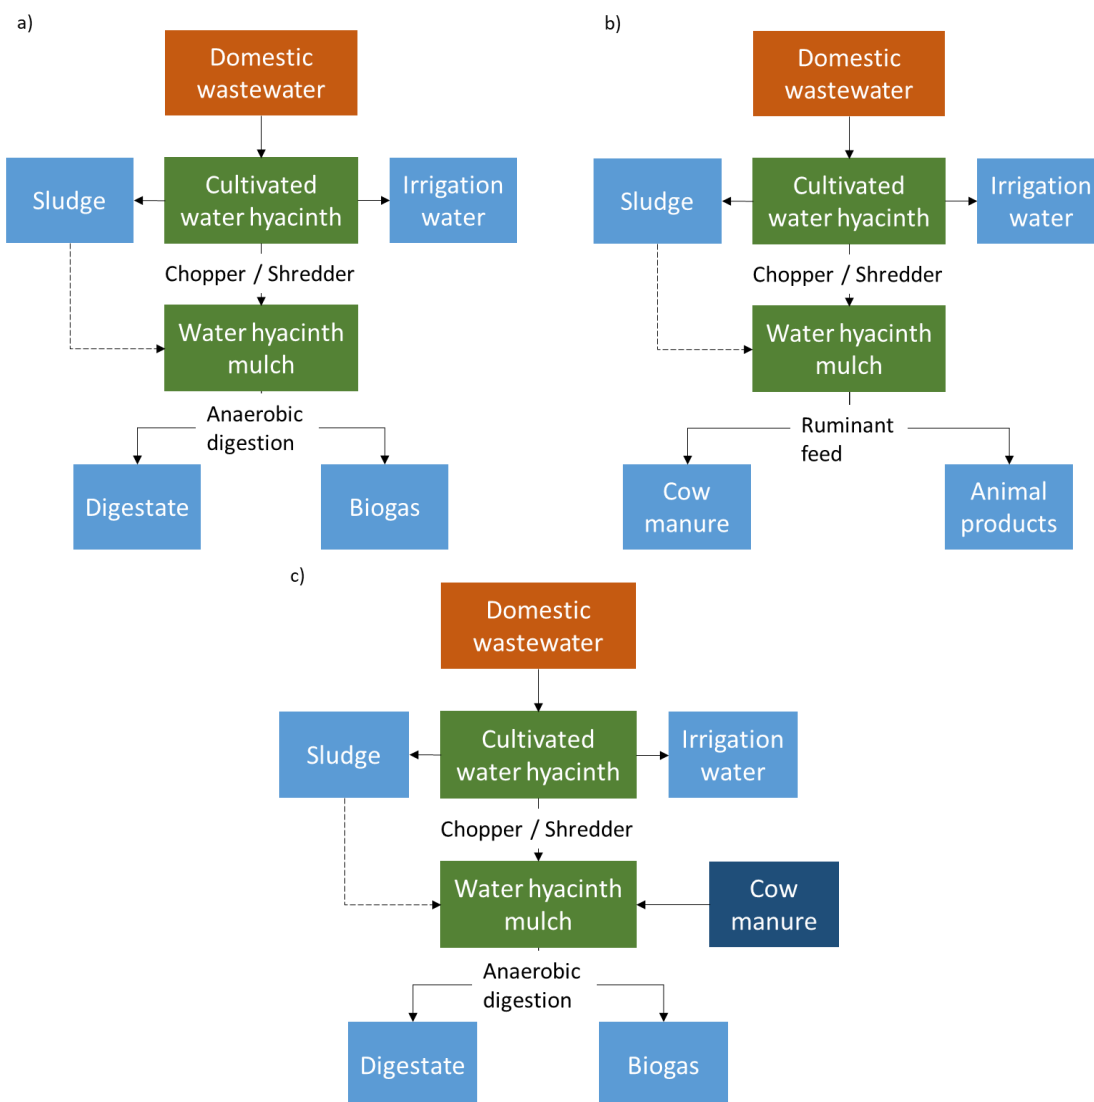 a)
Domestic
wastewater
Sludge
Cultivated
water hyacinth
Irrigation
water
Chopper / Shredder
Water hyacinth
mulch
Anaerobic
digestion
Digestate
Biogas
b)
Domestic
wastewater
Sludge
Cultivated
water hyacinth
Irrigation
water
Chopper / Shredder
Water hyacinth
mulch
Ruminant
feed
Cow
manure
Animal
products
c)
Domestic
wastewater
Sludge
Cultivated
water hyacinth
Irrigation
water
Chopper / Shredder
Water hyacinth
mulch
Cow
manure
Anaerobic
digestion
Digestate
Biogas